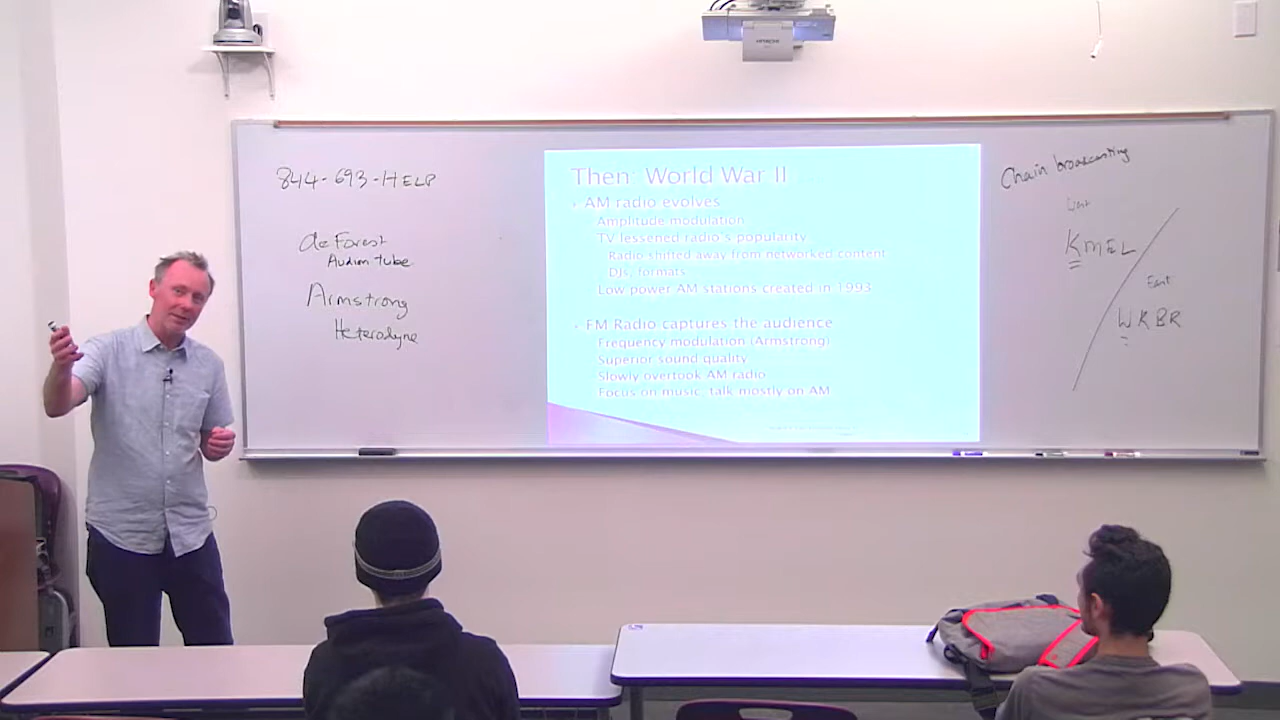 HITACHI
844-693-HELP
deForest
Audion tube
Armstrong
Heterodyne
Then: World War II
AM radio evolves
Amplitude modulation
TV lessened radio's popularity
Radio shifted away from networked content
DJs, formats
Low power AM stations created in 1993
FM Radio captures the audience
Frequency modulation (Armstrong)
Superior sound quality
Slowly overtook AM radio
Focus on music, talk mostly on AM
Chain broadcasting
KMEL
East
WKBR